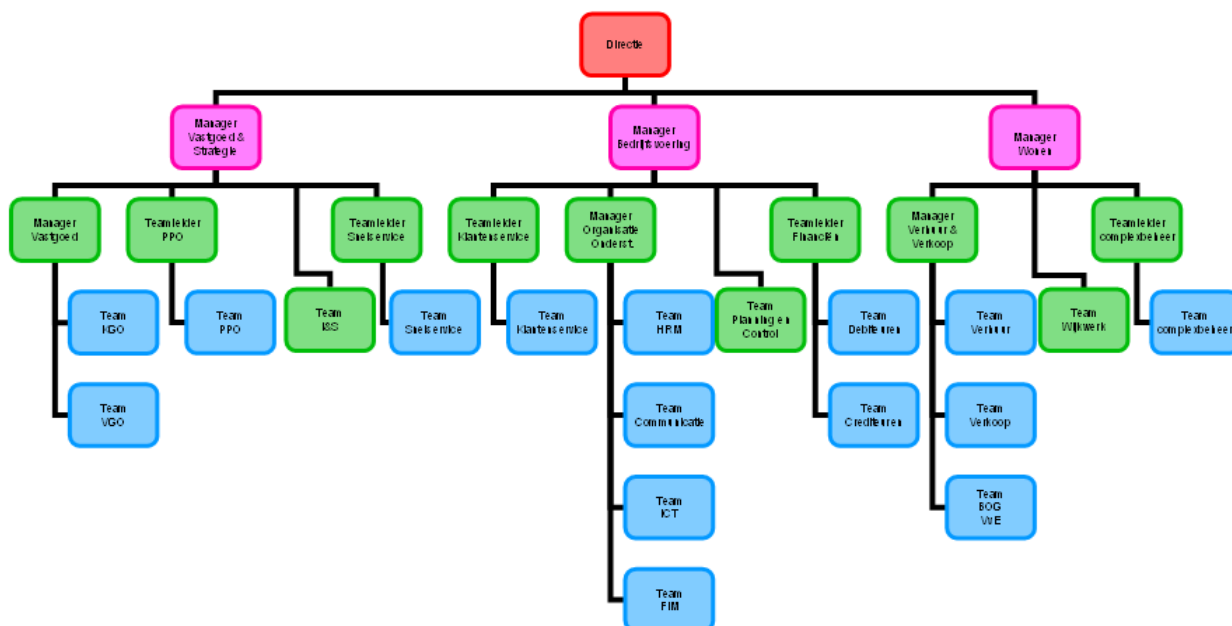 Directie
Manager
Vastgoed &
Strategie
Manager
Bedrijfsvoering
Manager
Wonen
Manager
Vastgoed
Teamleider
PPO
Teamleider
Snelservice
Teamleider
Klantenservice
Manager
Organisatie
Onderst.
Teamleider
Financiën
Manager
Verhuur &
Verkoop
Teamleider
complexbeheer
Team
KGO
Team
PPO
Team
I&S
Team
Snelservice
Team
Klantenservice
Team
HRM
Team
Planning en
Control
Team
Debiteuren
Team
Verhuur
Team
Wijkwerk
Team
complexbeheer
Team
VGO
Team
Communicatie
Team
Crediteuren
Team
Verkoop
Team
ICT
Team
BOG
VvE
Team
FIM